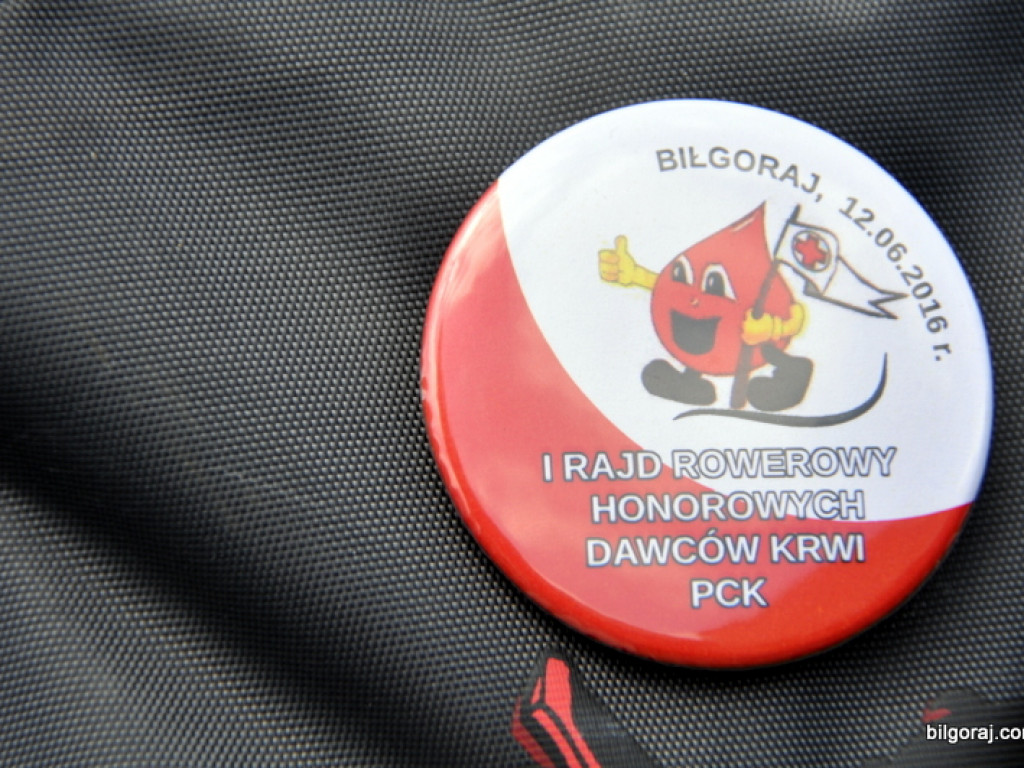 BIŁGORAJ, 12.06.2016 r.
I RAJD ROWEROWY
HONOROWYCH
DAWCÓW KRWI
PCK
bilgoraj.com